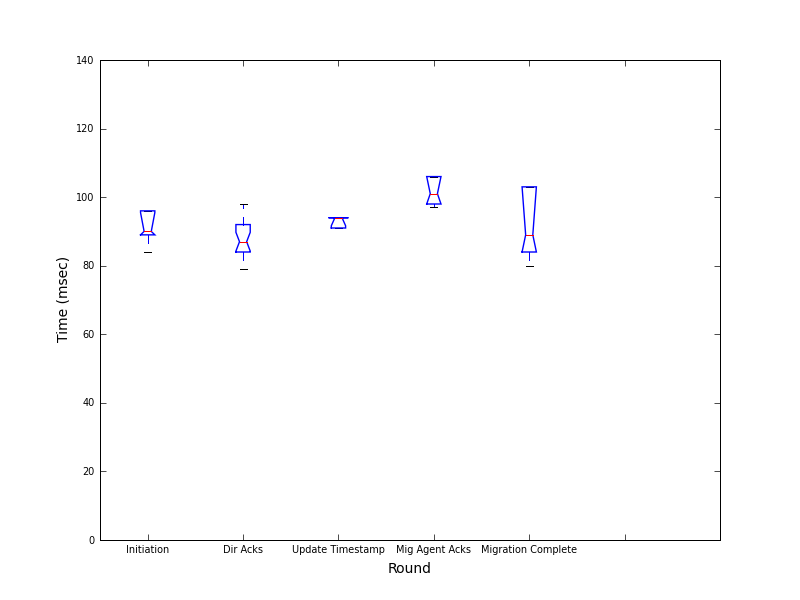 140
120
100
80
60
40
20
0
Time (msec)
Initiation Dir Acks Update Timestamp Mig Agent Acks Migration Complete
Round